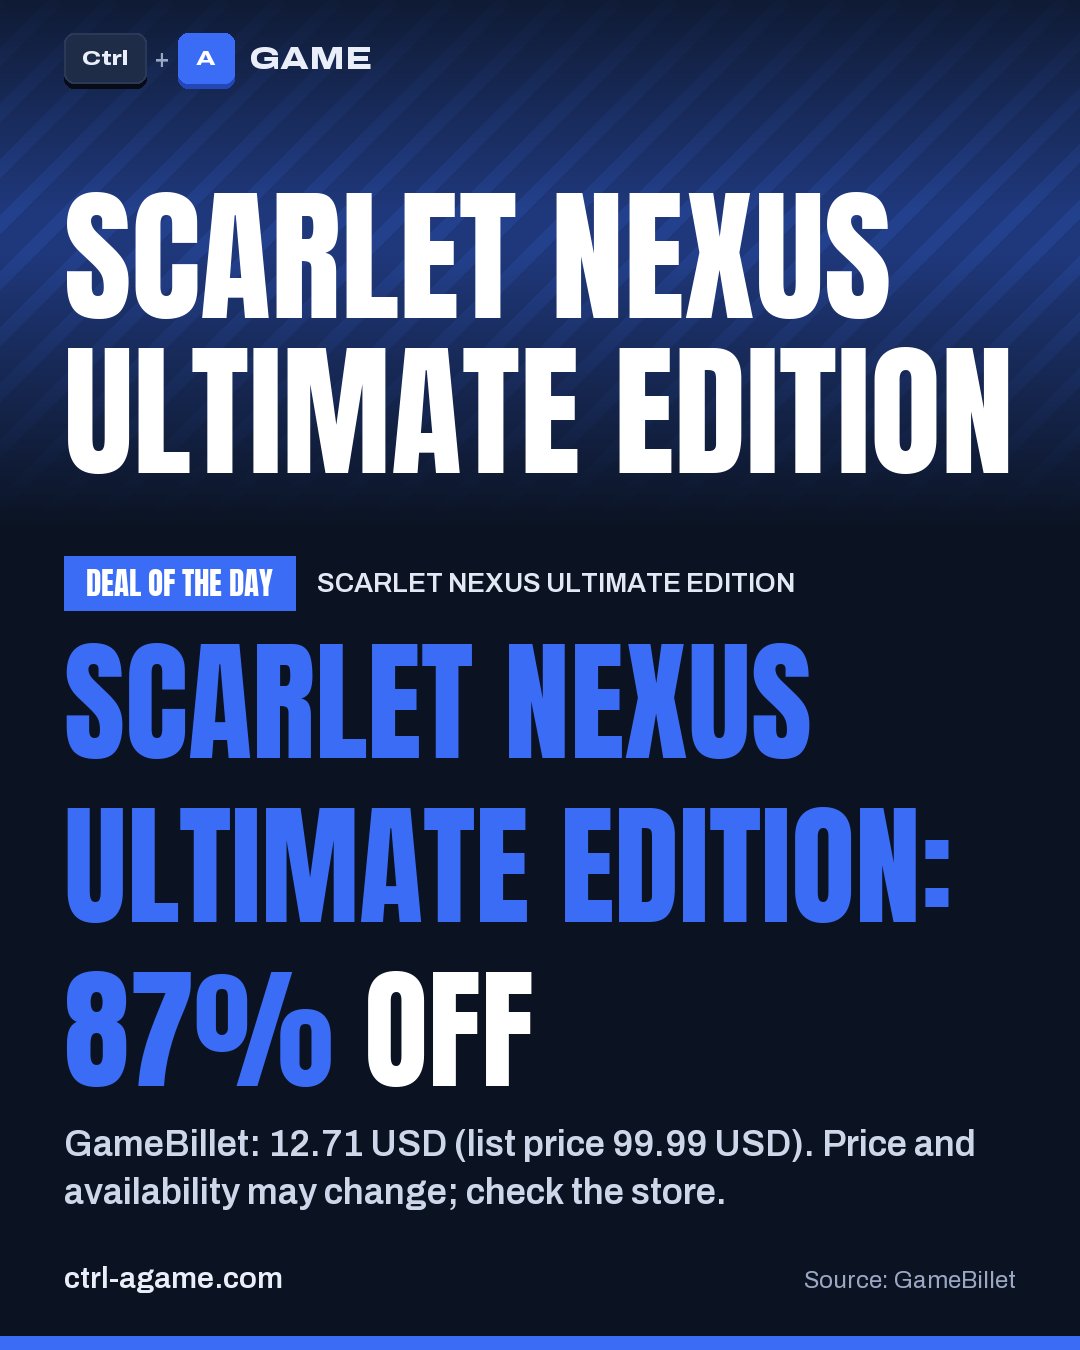 Ctrl + A GAME
SCARLET NEXUS
ULTIMATE EDITION
DEAL OF THE DAY SCARLET NEXUS ULTIMATE EDITION
SCARLET NEXUS
ULTIMATE EDITION:
87% OFF
GameBillet: 12.71 USD (list price 99.99 USD). Price and
availability may change; check the store.
ctrl-agame.com Source: GameBillet